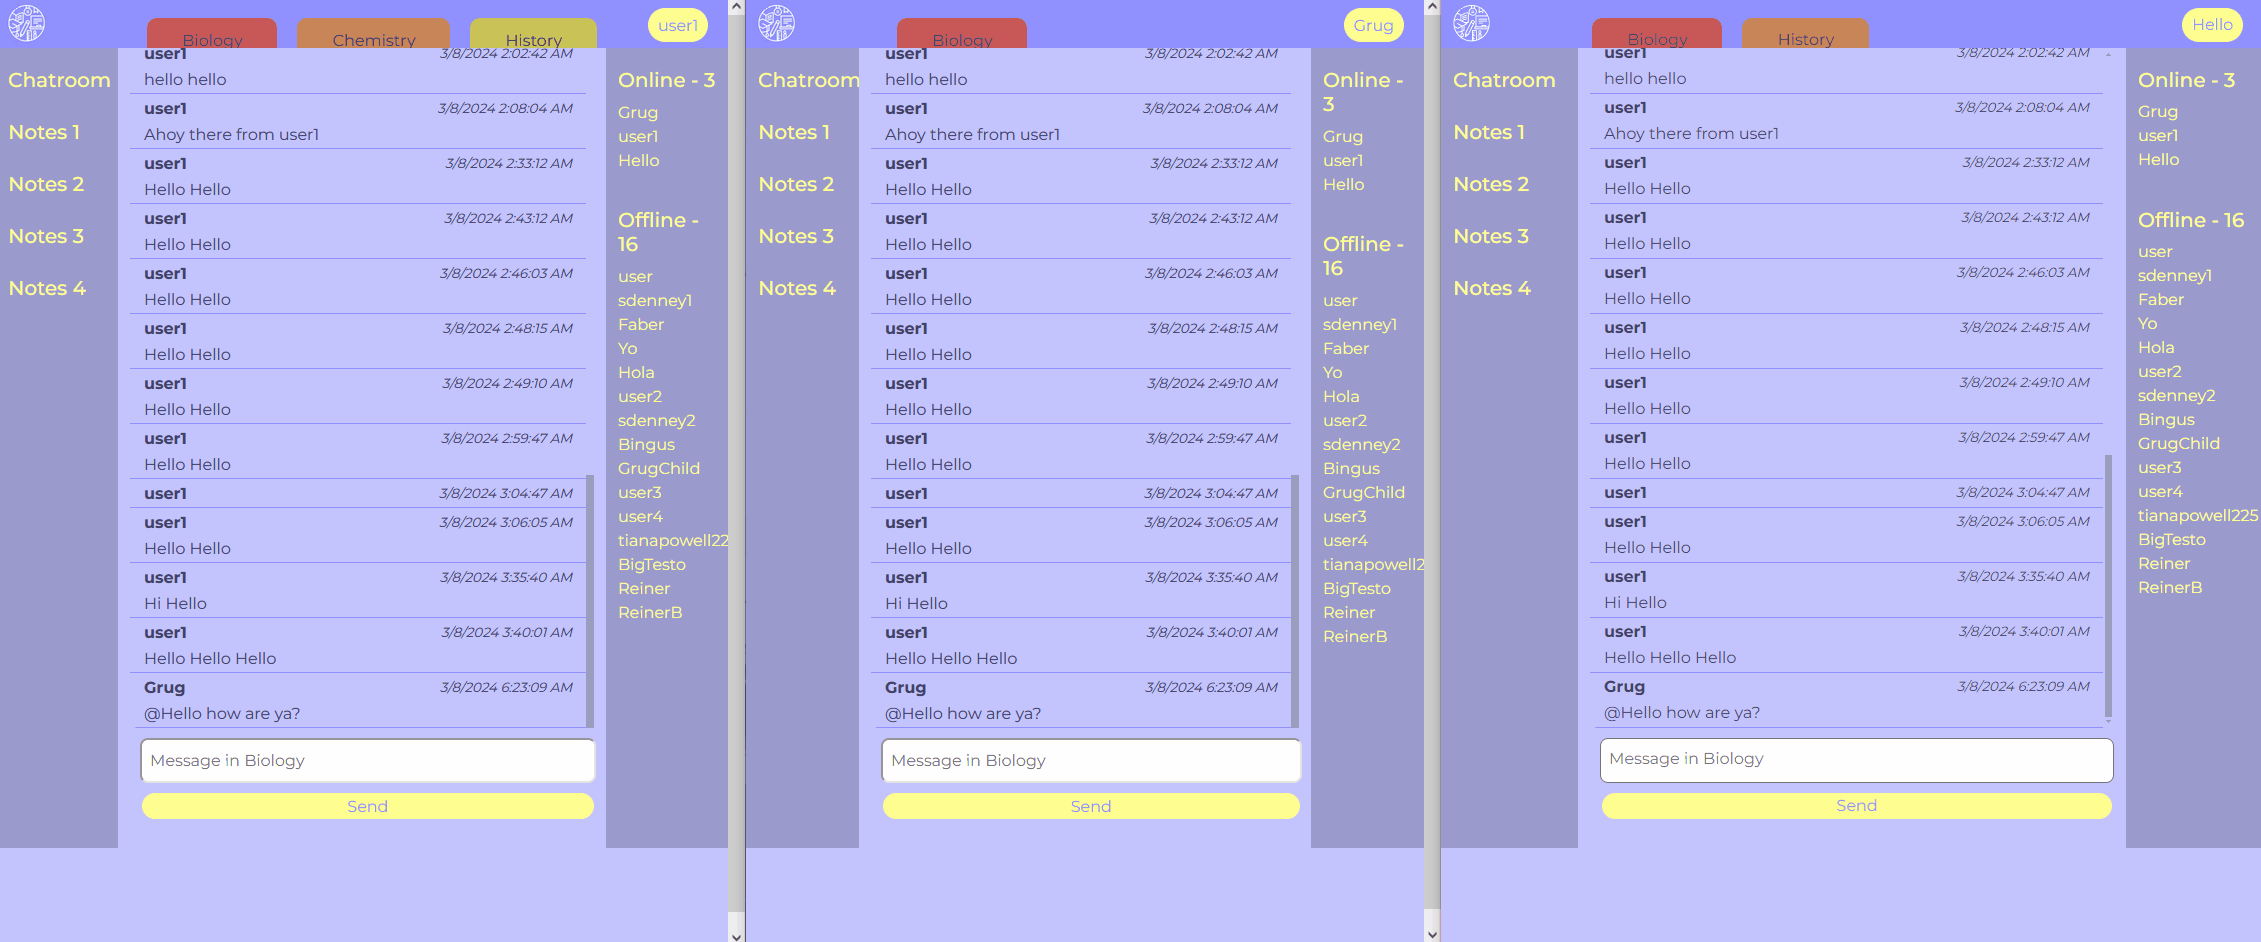 Biology
Chemistry
History
user1
Chatroom
Notes 1
Notes 2
Notes 3
Notes 4
user1 3/8/2024 2:02:42 AM
hello hello
user1 3/8/2024 2:08:04 AM
Ahoy there from user1
user1 3/8/2024 2:33:12 AM
Hello Hello
user1 3/8/2024 2:43:12 AM
Hello Hello
user1 3/8/2024 2:46:03 AM
Hello Hello
user1 3/8/2024 2:48:15 AM
Hello Hello
user1 3/8/2024 2:49:10 AM
Hello Hello
user1 3/8/2024 2:59:47 AM
Hello Hello
user1 3/8/2024 3:04:47 AM
user1 3/8/2024 3:06:05 AM
Hello Hello
user1 3/8/2024 3:35:40 AM
Hi Hello
user1 3/8/2024 3:40:01 AM
Hello Hello Hello
Grug 3/8/2024 6:23:09 AM
@Hello how are ya?
Message in Biology
Send
Online - 3
Grug
user1
Hello
Offline -
16
user
sdenney1
Faber
Yo
Hola
user2
sdenney2
Bingus
GrugChild
user3
user4
tianapowell22
BigTesto
Reiner
ReinerB
Biology
Grug
Chatroom
Notes 1
Notes 2
Notes 3
Notes 4
user1 3/8/2024 2:02:42 AM
hello hello
user1 3/8/2024 2:08:04 AM
Ahoy there from user1
user1 3/8/2024 2:33:12 AM
Hello Hello
user1 3/8/2024 2:43:12 AM
Hello Hello
user1 3/8/2024 2:46:03 AM
Hello Hello
user1 3/8/2024 2:48:15 AM
Hello Hello
user1 3/8/2024 2:49:10 AM
Hello Hello
user1 3/8/2024 2:59:47 AM
Hello Hello
user1 3/8/2024 3:04:47 AM
user1 3/8/2024 3:06:05 AM
Hello Hello
user1 3/8/2024 3:35:40 AM
Hi Hello
user1 3/8/2024 3:40:01 AM
Hello Hello Hello
Grug 3/8/2024 6:23:09 AM
@Hello how are ya?
Message in Biology
Send
Online -
3
Grug
user1
Hello
Offline -
16
user
sdenney1
Faber
Yo
Hola
user2
sdenney2
Bingus
GrugChild
user3
user4
tianapowell2
BigTesto
Reiner
ReinerB
Biology
History
Hello
Chatroom
Notes 1
Notes 2
Notes 3
Notes 4
user1 3/8/2024 2:02:42 AM
hello hello
user1 3/8/2024 2:08:04 AM
Ahoy there from user1
user1 3/8/2024 2:33:12 AM
Hello Hello
user1 3/8/2024 2:43:12 AM
Hello Hello
user1 3/8/2024 2:46:03 AM
Hello Hello
user1 3/8/2024 2:48:15 AM
Hello Hello
user1 3/8/2024 2:49:10 AM
Hello Hello
user1 3/8/2024 2:59:47 AM
Hello Hello
user1 3/8/2024 3:04:47 AM
user1 3/8/2024 3:06:05 AM
Hello Hello
user1 3/8/2024 3:35:40 AM
Hi Hello
user1 3/8/2024 3:40:01 AM
Hello Hello Hello
Grug 3/8/2024 6:23:09 AM
@Hello how are ya?
Message in Biology
Send
Online - 3
Grug
user1
Hello
Offline - 16
user
sdenney1
Faber
Yo
Hola
user2
sdenney2
Bingus
GrugChild
user3
user4
tianapowell225
BigTesto
Reiner
ReinerB